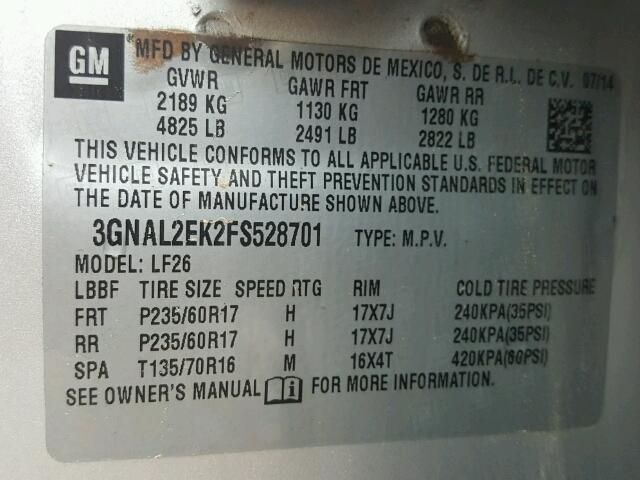 GM
MFD BY GENERAL MOTORS DE MEXICO, S. DE R.L. DE C.V. 07/14
GVWR GAWR FRT GAWR RR
2189 KG 1130 KG 1280 KG
4825 LB 2491 LB 2822 LB
THIS VEHICLE CONFORMS TO ALL APPLICABLE U.S. FEDERAL MOTOR
VEHICLE SAFETY AND THEFT PREVENTION STANDARDS IN EFFECT ON
THE DATE OF MANUFACTURE SHOWN ABOVE.
3GNAL2EK2FS528701 TYPE: M.P.V.
MODEL: LF26
LBBF TIRE SIZE SPEED RTG RIM COLD TIRE PRESSURE
FRT P235/60R17 H 17X7J 240KPA(35PSI)
RR P235/60R17 H 17X7J 240KPA(35PSI)
SPA T135/70R16 M 16X4T 420KPA(60PSI)
SEE OWNER'S MANUAL FOR MORE INFORMATION.